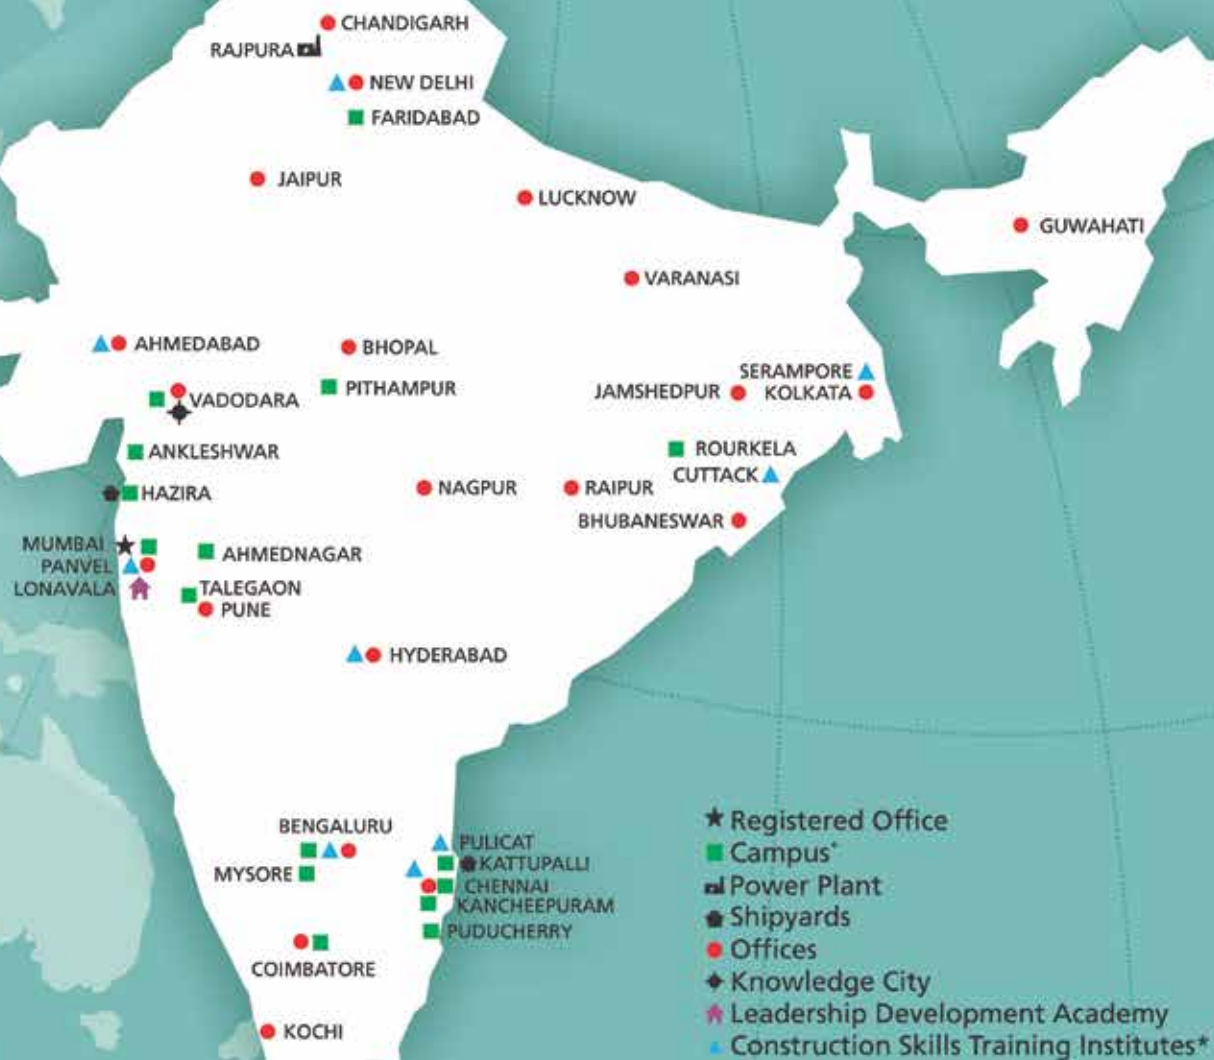 CHANDIGARH
RAJPURA
NEW DELHI
FARIDABAD
JAIPUR
LUCKNOW
GUWAHATI
VARANASI
AHMEDABAD
BHOPAL
SERAMPORE
PITHAMPUR
JAMSHEDPUR
KOLKATA
VADODARA
ANKLESHWAR
ROURKELA
CUTTACK
HAZIRA
NAGPUR
RAIPUR
BHUBANESWAR
MUMBAI
AHMEDNAGAR
PANVEL
LONAVALA
TALEGAON
PUNE
HYDERABAD
BENGALURU
PULICAT
KATTUPALLI
MYSORE
CHENNAI
KANCHEEPURAM
PUDUCHERRY
COIMBATORE
KOCHI
Registered Office
Campus*
Power Plant
Shipyards
Offices
Knowledge City
Leadership Development Academy
Construction Skills Training Institutes*